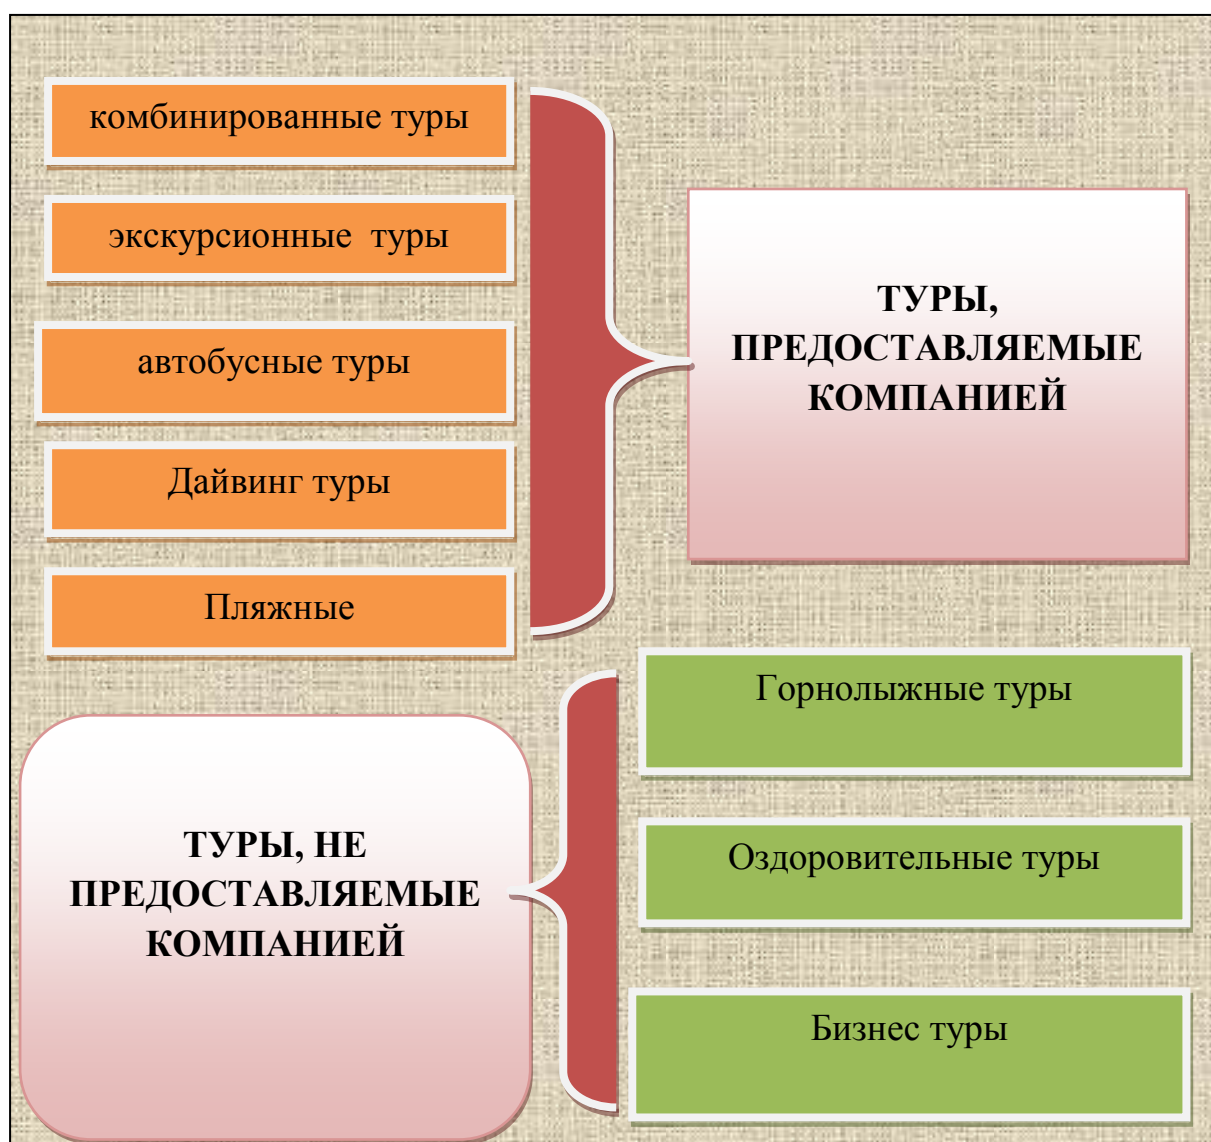 комбинированные туры
экскурсионные  туры
автобусные туры
Дайвинг туры
Пляжные
ТУРЫ,
ПРЕДОСТАВЛЯЕМЫЕ
КОМПАНИЕЙ
ТУРЫ, НЕ
ПРЕДОСТАВЛЯЕМЫЕ
КОМПАНИЕЙ
Горнолыжные туры
Оздоровительные туры
Бизнес туры